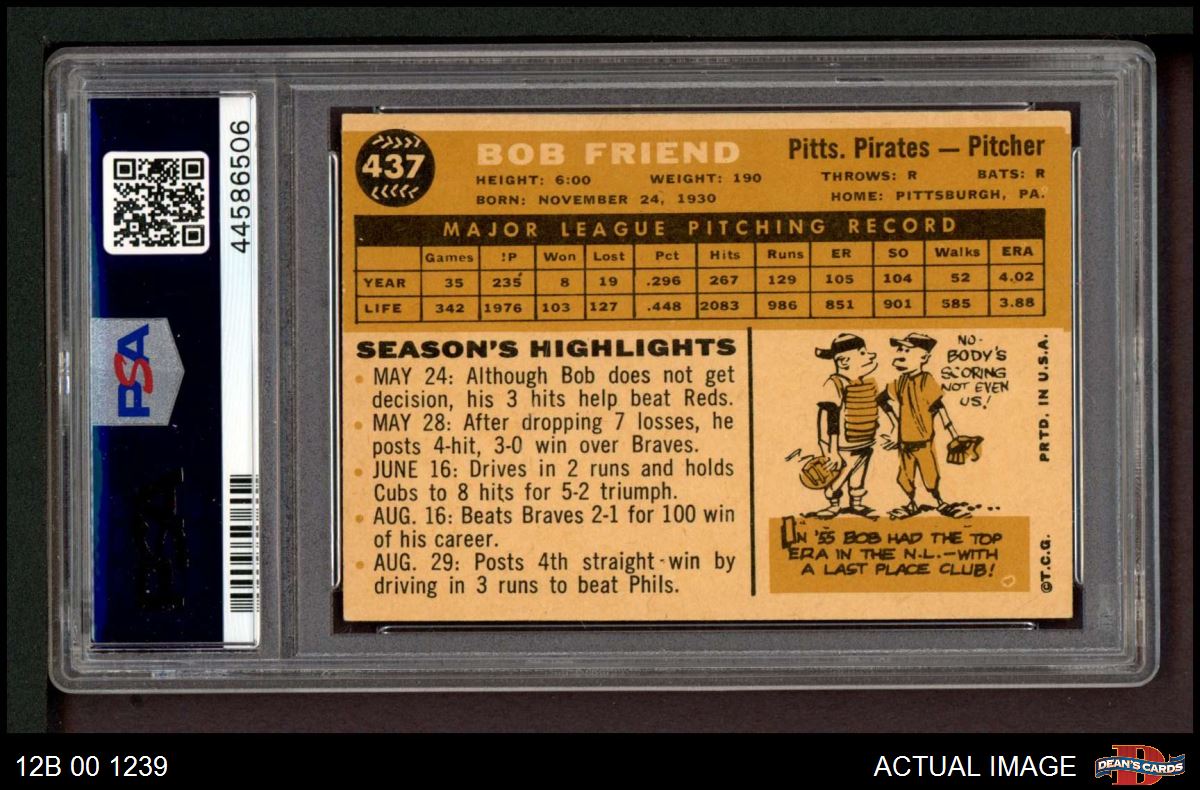 44586506
PSA
437
BOB FRIEND
Pitts. Pirates — Pitcher
HEIGHT: 6:00 WEIGHT: 190 THROWS: R BATS: R
BORN: NOVEMBER 24, 1930 HOME: PITTSBURGH, PA.
MAJOR LEAGUE PITCHING RECORD
Games IP Won Lost Pct Hits Runs ER SO Walks ERA
YEAR 35 235 8 19 .296 267 129 105 104 52 4.02
LIFE 342 1976 103 127 .448 2083 986 851 901 585 3.88
SEASON'S HIGHLIGHTS
• MAY 24: Although Bob does not get
decision, his 3 hits help beat Reds.
• MAY 28: After dropping 7 losses, he
posts 4-hit, 3-0 win over Braves.
• JUNE 16: Drives in 2 runs and holds
Cubs to 8 hits for 5-2 triumph.
• AUG. 16: Beats Braves 2-1 for 100 win
of his career.
• AUG. 29: Posts 4th straight win by
driving in 3 runs to beat Phils.
NO-
BODY'S
SCORING
NOT EVEN
US!
IN '55 BOB HAD THE TOP
ERA IN THE N.L.—WITH
A LAST PLACE CLUB!
PRTD. IN U.S.A.
©T.C.G.
12B 00 1239
ACTUAL IMAGE
DEAN'S CARDS